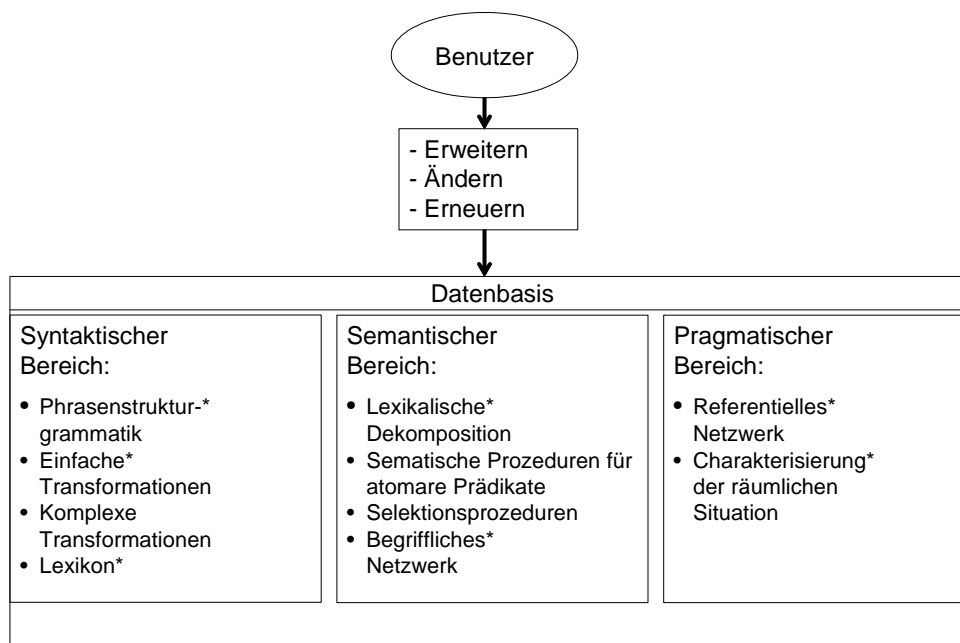 Benutzer
- Erweitern
- Ändern
- Erneuern
Datenbasis
Syntaktischer
Bereich:
• Phrasenstruktur-*
grammatik
• Einfache*
Transformationen
• Komplexe
Transformationen
• Lexikon*
Semantischer
Bereich:
• Lexikalische*
Dekomposition
• Sematische Prozeduren für
atomare Prädikate
• Selektionsprozeduren
• Begriffliches*
Netzwerk
Pragmatischer
Bereich:
• Referentielles*
Netzwerk
• Charakterisierung*
der räumlichen
Situation